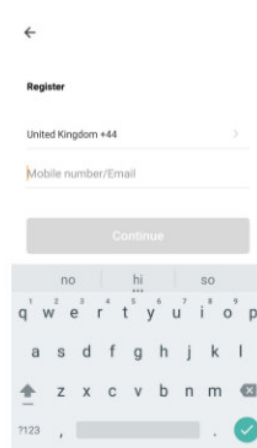 Register
United Kingdom +44
Mobile number/Email
Continue
no hi so
1 2 3 4 5 6 7 8 9
q w e r t y u i o p
a s d f g h j k l
z x c v b n m
?123 , .